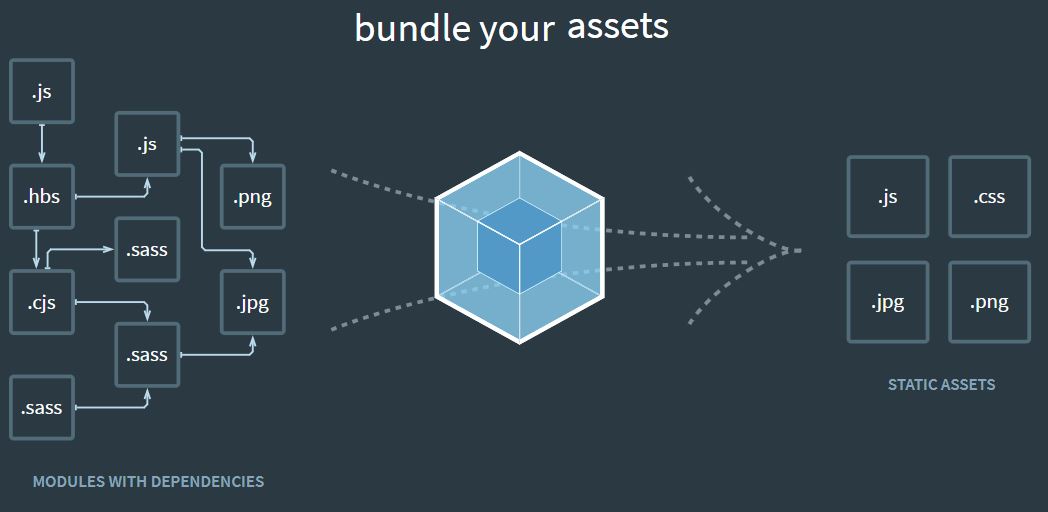 bundle your assets
.js
.js
.hbs
.png
.sass
.cjs
.jpg
.sass
.sass
MODULES WITH DEPENDENCIES
.js
.css
.jpg
.png
STATIC ASSETS